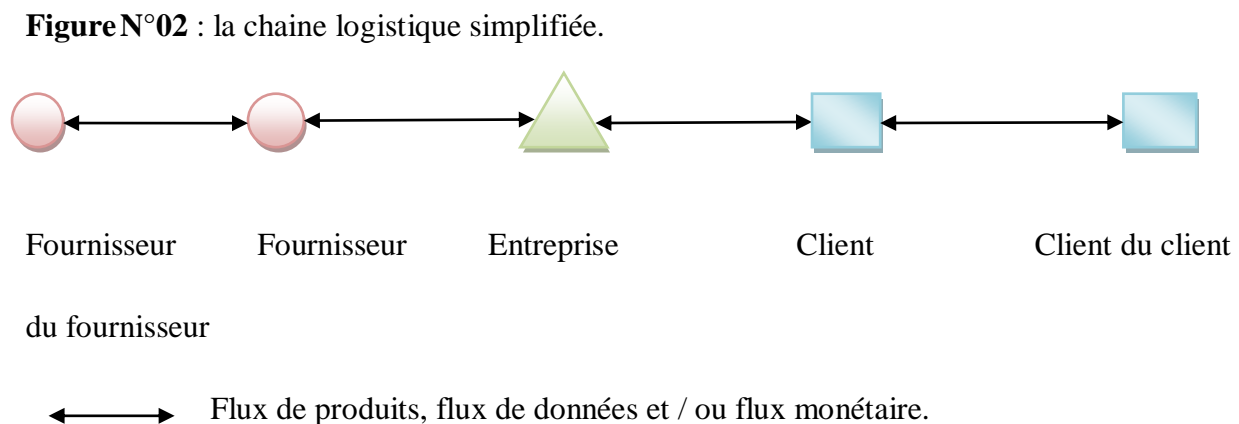 Figure N°02 : la chaine logistique simplifiée.
Fournisseur Fournisseur Entreprise Client Client du client
du fournisseur
Flux de produits, flux de données et / ou flux monétaire.